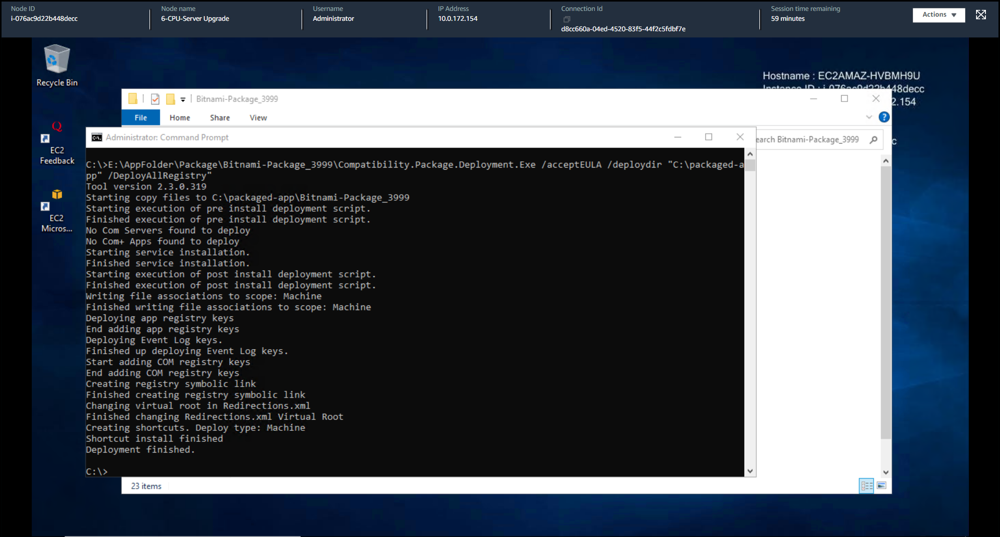 Node ID
i-076ac9d22b448decc
Node name
6-CPU-Server Upgrade
Username
Administrator
IP Address
10.0.172.154
Connection Id
d8cc660a-04ed-4520-83f5-44f2c5fdbf7e
Session time remaining
59 minutes
Actions
Recycle Bin
Hostname : EC2AMAZ-HVBMH9U
Instance ID : i-076ac9d22b448decc
2.154
Bitnami-Package_3999
File Home Share View
EC2
Feedback
Administrator: Command Prompt
earch Bitnami-Package_3999
c
C:\>E:\AppFolder\Package\Bitnami-Package_3999\Compatibility.Package.Deployment.Exe /acceptEULA /deploydir "C:\packaged-a
pp" /DeployAllRegistry"
Tool version 2.3.0.319
Starting copy files to C:\packaged-app\Bitnami-Package_3999
Starting execution of pre install deployment script.
Finished execution of pre install deployment script.
No Com Servers found to deploy
No Com+ Apps found to deploy
Starting service installation.
Finished service installation.
Starting execution of post install deployment script.
Finished execution of post install deployment script.
Writing file associations to scope: Machine
Finished writing file associations to scope: Machine
Deploying app registry keys
End adding app registry keys
Deploying Event Log keys.
Finished up deploying Event Log keys.
Start adding COM registry keys
End adding COM registry keys
Creating registry symbolic link
Finished creating registry symbolic link
Changing virtual root in Redirections.xml
Finished changing Redirections.xml Virtual Root
Creating shortcuts. Deploy type: Machine
Shortcut install finished
Deployment finished.
C:\>
EC2
Micros...
23 items